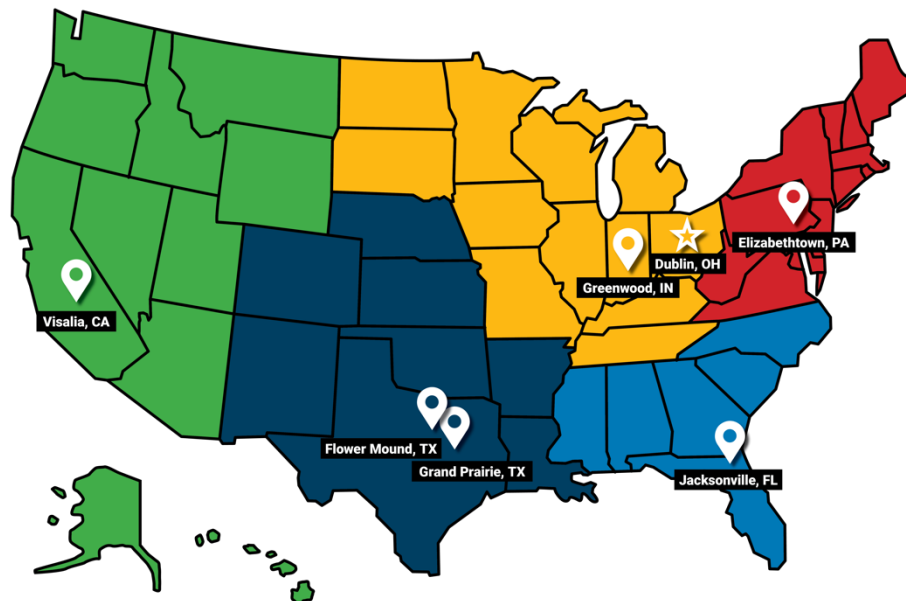 Elizabethtown, PA
Dublin, OH
Greenwood, IN
Visalia, CA
Flower Mound, TX
Grand Prairie, TX
Jacksonville, FL